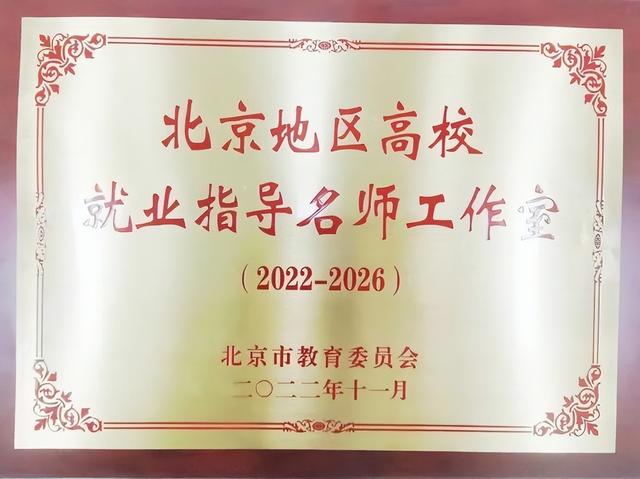 北京地区高校
就业指导名师工作室
（2022-2026）
北京市教育委员会
二〇二二年十一月